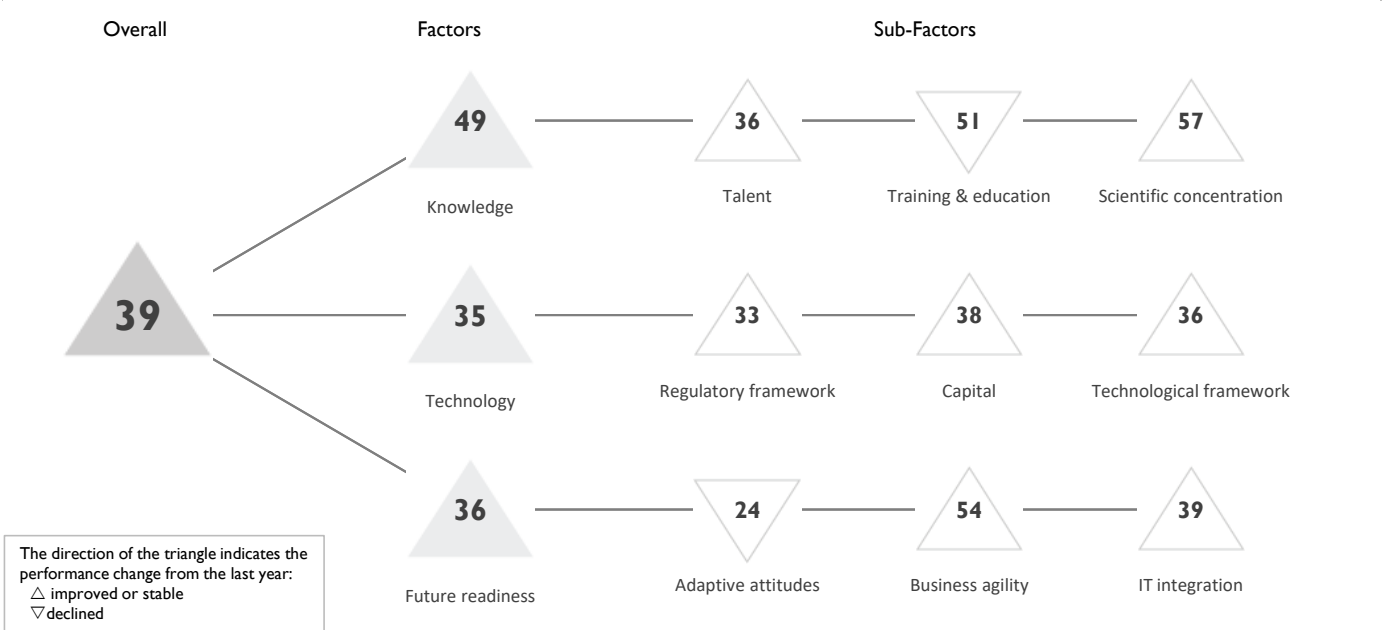 Overall
Factors
Sub-Factors
49
36
51
57
Knowledge
Talent
Training & education
Scientific concentration
39
35
33
38
36
Technology
Regulatory framework
Capital
Technological framework
36
24
54
39
Future readiness
Adaptive attitudes
Business agility
IT integration
The direction of the triangle indicates the
performance change from the last year:
△ improved or stable
▽ declined